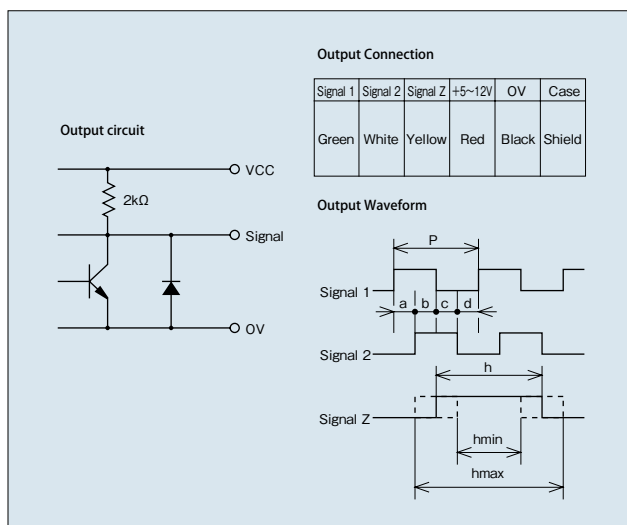 Output Connection
Signal 1 Signal 2 Signal Z +5~12V OV Case
Green White Yellow Red Black Shield
Output circuit
VCC
2kΩ
Signal
OV
Output Waveform
P
Signal 1
a b c d
Signal 2
h
Signal Z
hmin
hmax